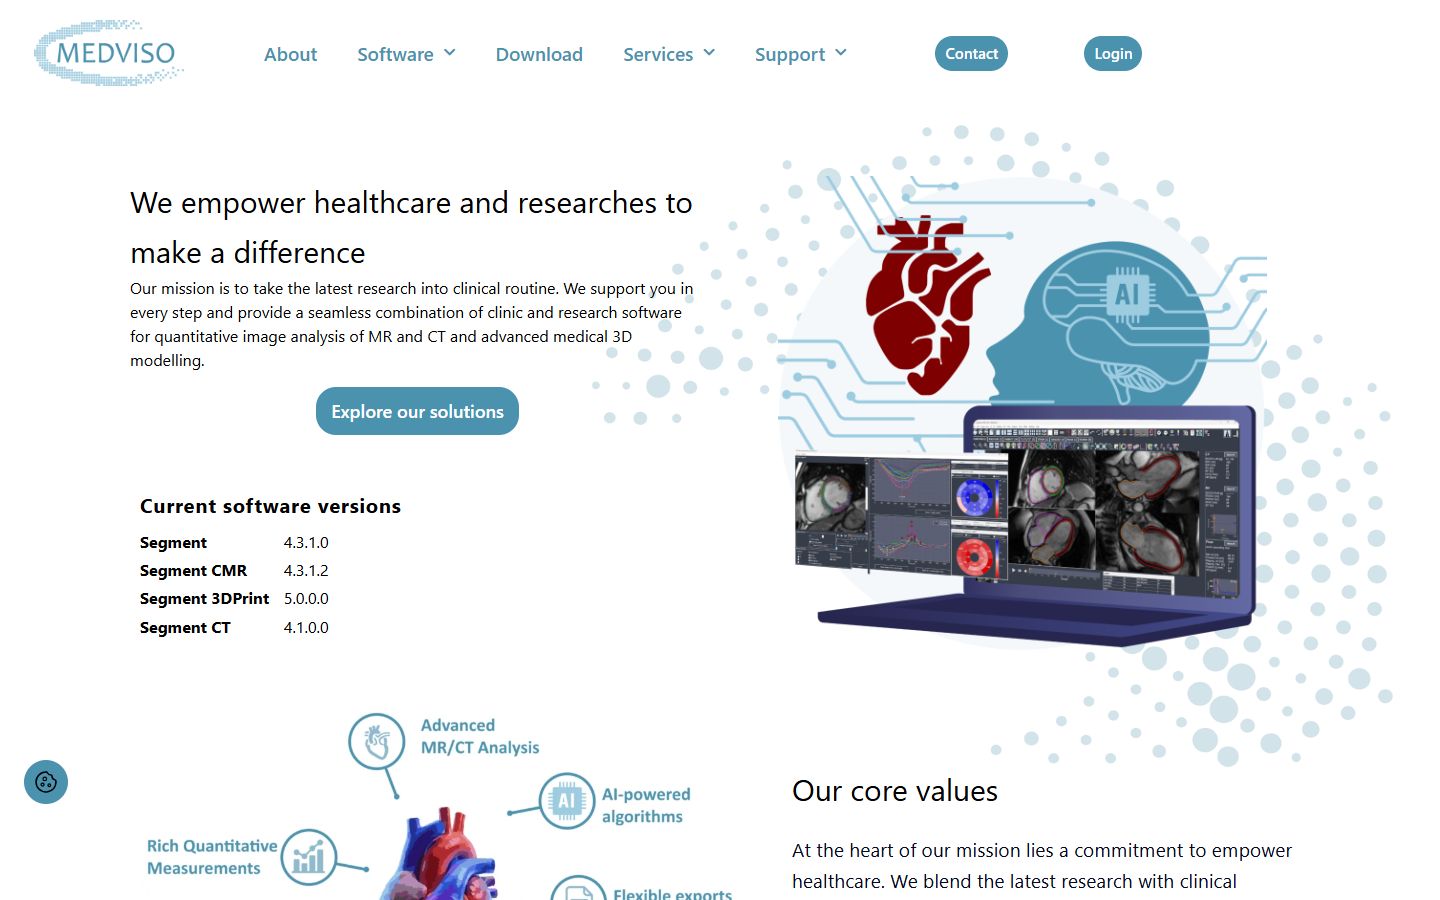 MEDVISO
About
Software
Download
Services
Support
Contact
Login
We empower healthcare and researches to
make a difference
Our mission is to take the latest research into clinical routine. We support you in
every step and provide a seamless combination of clinic and research software
for quantitative image analysis of MR and CT and advanced medical 3D
modelling.
Explore our solutions
AI
Current software versions
Segment 4.3.1.0
Segment CMR 4.3.1.2
Segment 3DPrint 5.0.0.0
Segment CT 4.1.0.0
Advanced
MR/CT Analysis
AI
AI-powered
algorithms
Rich Quantitative
Measurements
Flexible exports
Our core values
At the heart of our mission lies a commitment to empower
healthcare. We blend the latest research with clinical